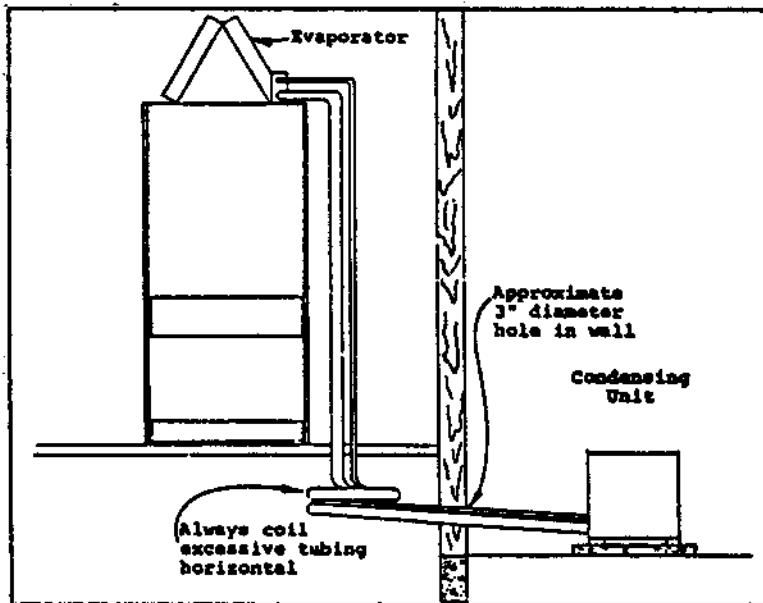 Evaporator
Approximate
3" diameter
hole in wall
Condensing
Unit
Always coil
excessive tubing
horizontal